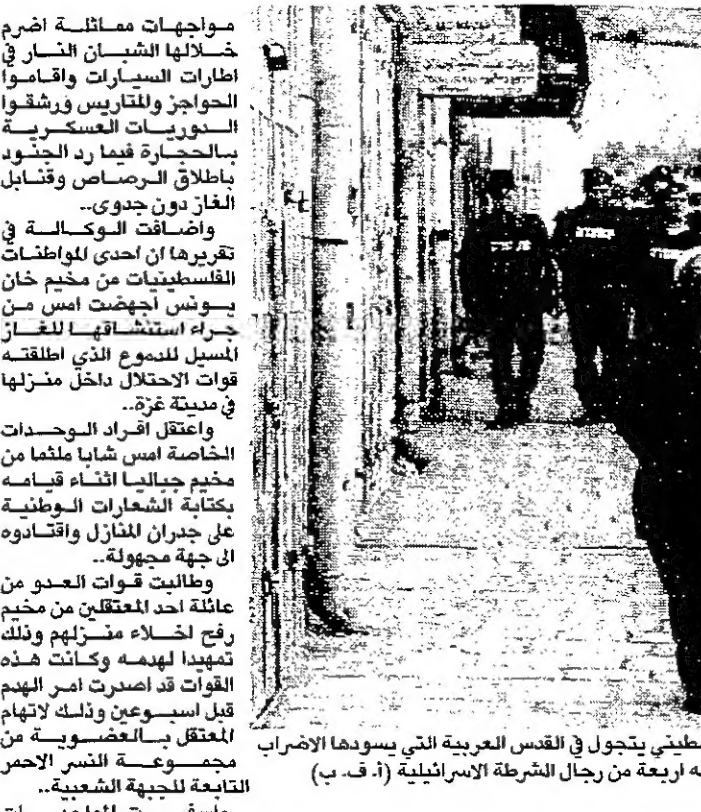 مواجهات مماثلة اضرم
خلالها الشبان النار في
اطارات السيارات واقاموا
الحواجز والمتاريس ورشقوا
الدوريات العسكرية
بالحجارة فيما رد الجنود
باطلاق الرصاص وقنابل
الغاز دون جدوى..
واضافت الوكالة في
تقريرها ان احدى المواطنات
الفلسطينيات من مخيم خان
يونس اجهضت امس من
جراء استنشاقها للغاز
المسيل للدموع الذي اطلقته
قوات الاحتلال داخل منزلها
في مدينة غزة..
واعتقل افراد الوحدات
الخاصة امس شابا ملثما من
مخيم جباليا اثناء قيامه
بكتابة الشعارات الوطنية
على جدران المنازل واقتادوه
الى جهة مجهولة..
وطالبت قوات العدو من
عائلة احد المعتقلين من مخيم
رفح اخلاء منزلهم وذلك
تمهيدا لهدمه وكانت هذه
القوات قد اصدرت امر الهدم
قبل اسبوعين وذلك لاتهام
المعتقل بالعضوية من
مجموعة النسر الاحمر
التابعة للجبهة الشعبية..
سطيني يتجول في القدس العربية التي يسودها الاضراب
ه اربعة من رجال الشرطة الاسرائيلية (أ. ف. ب)